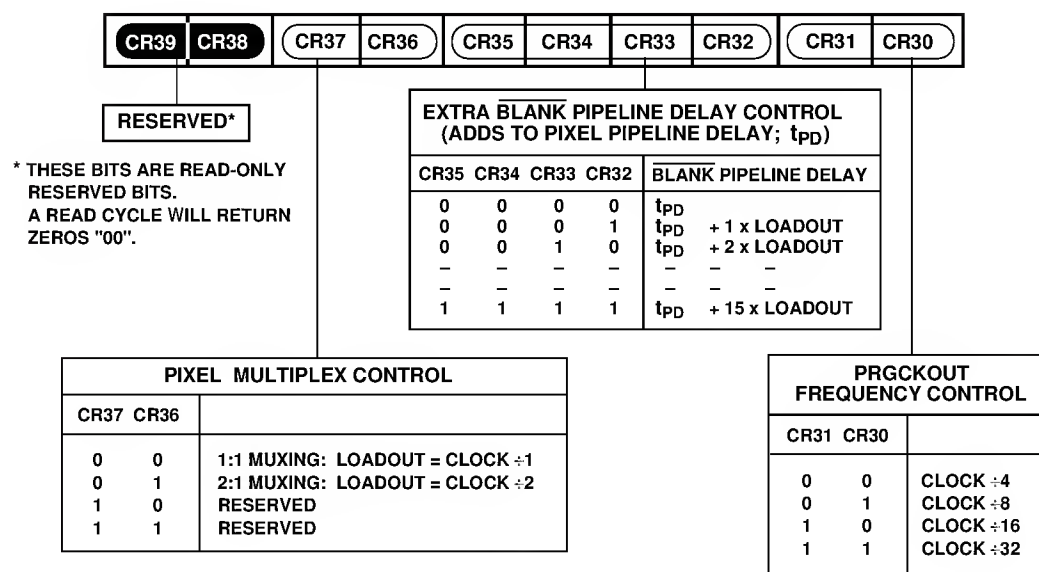 CR39 CR38 CR37 CR36 CR35 CR34 CR33 CR32 CR31 CR30
RESERVED*
* THESE BITS ARE READ-ONLY
RESERVED BITS.
A READ CYCLE WILL RETURN
ZEROS "00".
EXTRA BLANK PIPELINE DELAY CONTROL
(ADDS TO PIXEL PIPELINE DELAY; tPD)
CR35 CR34 CR33 CR32 BLANK PIPELINE DELAY
0 0 0 0 tPD
0 0 0 1 tPD + 1 x LOADOUT
0 0 1 0 tPD + 2 x LOADOUT
– – – – – – –
– – – – – – –
1 1 1 1 tPD + 15 x LOADOUT
PIXEL MULTIPLEX CONTROL
CR37 CR36
0 0 1:1 MUXING: LOADOUT = CLOCK ÷1
0 1 2:1 MUXING: LOADOUT = CLOCK ÷2
1 0 RESERVED
1 1 RESERVED
PRGCKOUT
FREQUENCY CONTROL
CR31 CR30
0 0 CLOCK ÷4
0 1 CLOCK ÷8
1 0 CLOCK ÷16
1 1 CLOCK ÷32